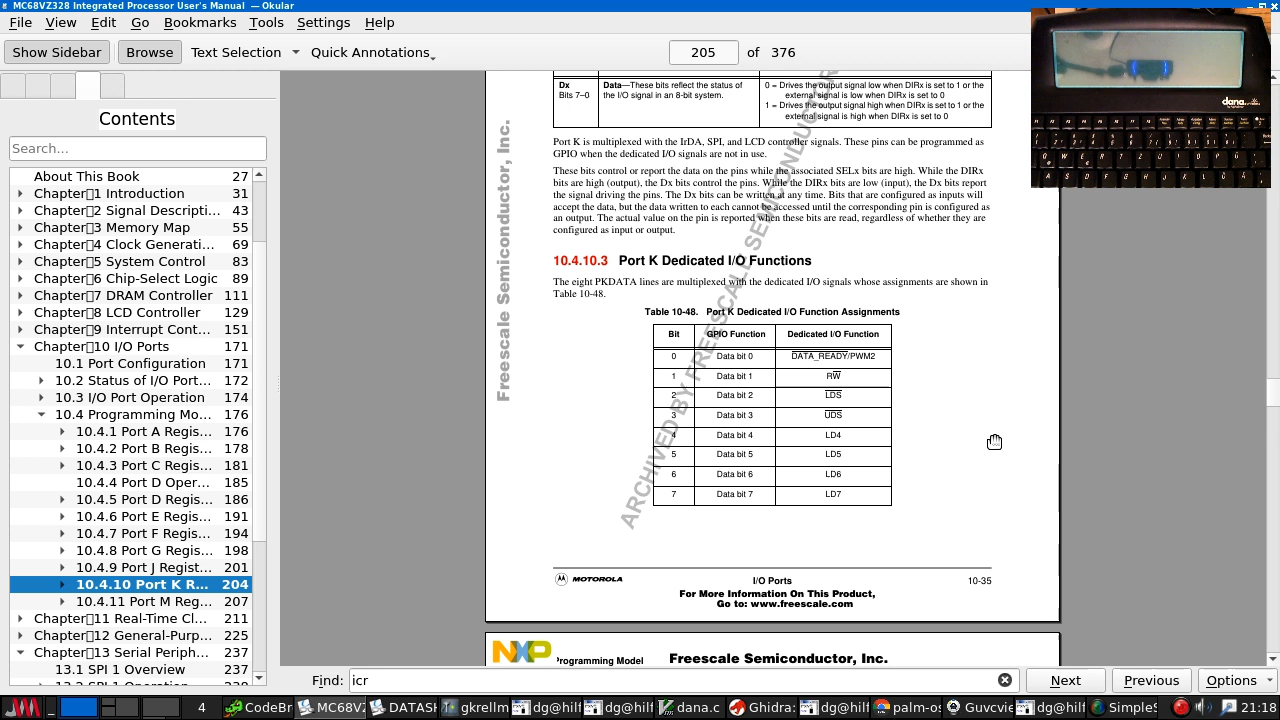 MC68VZ328 Integrated Processor User's Manual — Okular
File View Edit Go Bookmarks Tools Settings Help
Show Sidebar Browse Text Selection Quick Annotations 205 of 376
Contents
Search...
About This Book 27
Chapter 1 Introduction 31
Chapter 2 Signal Descripti... 43
Chapter 3 Memory Map 55
Chapter 4 Clock Generati... 69
Chapter 5 System Control 83
Chapter 6 Chip-Select Logic 89
Chapter 7 DRAM Controller 111
Chapter 8 LCD Controller 129
Chapter 9 Interrupt Cont... 151
Chapter 10 I/O Ports 171
10.1 Port Configuration 171
10.2 Status of I/O Port... 172
10.3 I/O Port Operation 174
10.4 Programming Mo... 176
10.4.1 Port A Regis... 176
10.4.2 Port B Regis... 178
10.4.3 Port C Regist... 181
10.4.4 Port D Oper... 185
10.4.5 Port D Regis... 186
10.4.6 Port E Regis... 191
10.4.7 Port F Regis... 194
10.4.8 Port G Regis... 198
10.4.9 Port J Regist... 201
10.4.10 Port K R... 204
10.4.11 Port M Reg... 207
Chapter 11 Real-Time Cl... 211
Chapter 12 General-Purp... 225
Chapter 13 Serial Periph... 237
13.1 SPI 1 Overview 237
Dx
Bits 7–0
Data—These bits reflect the status
of the I/O signal in an 8-bit system.
0 = Drives the output signal low when DIRx is set to 1 or the
external signal is low when DIRx is set to 0
1 = Drives the output signal high when DIRx is set to 1 or the
external signal is high when DIRx is set to 0
Port K is multiplexed with the IrDA, SPI, and LCD controller signals. These pins can be programmed as
GPIO when the dedicated I/O signals are not in use.
These bits control or report the data on the pins while the associated SELx bits are high. While the DIRx
bits are high (output), the Dx bits control the pins. While the DIRx bits are low (input), the Dx bits report
the signal driving the pins. The Dx bits can be written at any time. Bits that are configured as inputs will
accept the data, but the data written to each cannot be accessed until the corresponding pin is configured as
an output. The actual value on the pin is reported when these bits are read, regardless of whether they are
configured as input or output.
10.4.10.3 Port K Dedicated I/O Functions
The eight PKDATA lines are multiplexed with the dedicated I/O signals whose assignments are shown in
Table 10-48.
Table 10-48. Port K Dedicated I/O Function Assignments
Bit GPIO Function Dedicated I/O Function
0 Data bit 0 DATA_READY/PWM2
1 Data bit 1 RW
2 Data bit 2 LDS
3 Data bit 3 UDS
4 Data bit 4 LD4
5 Data bit 5 LD5
6 Data bit 6 LD6
7 Data bit 7 LD7
MOTOROLA I/O Ports 10-35
For More Information On This Product,
Go to: www.freescale.com
Freescale Semiconductor, Inc.
ARCHIVED BY FREESCALE SEMICONDUCTOR
NXP Programming Model Freescale Semiconductor, Inc.
dana
Find: icr Next Previous Options
4 CodeBr MC68VZ DATASH gkrellm dg@hilf dg@hilf dana.c Ghidra: dg@hilf palm-os Guvcvie dg@hilf SimpleS 21:18